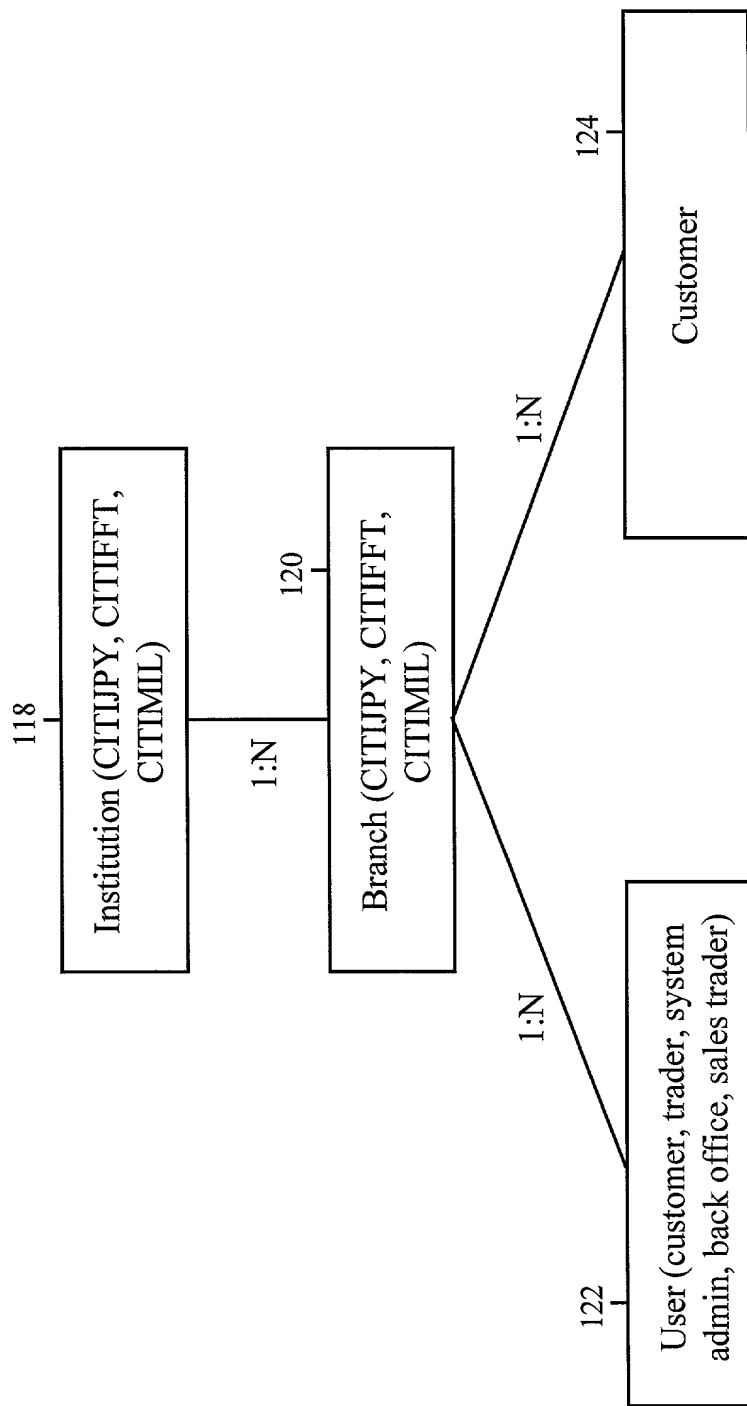 118
Institution (CITIJPY, CITIFFT,
CITIMIL)
1:N
120
Branch (CITIJPY, CITIFFT,
CITIMIL)
1:N
1:N
122
User (customer, trader, system
admin, back office, sales trader)
124
Customer